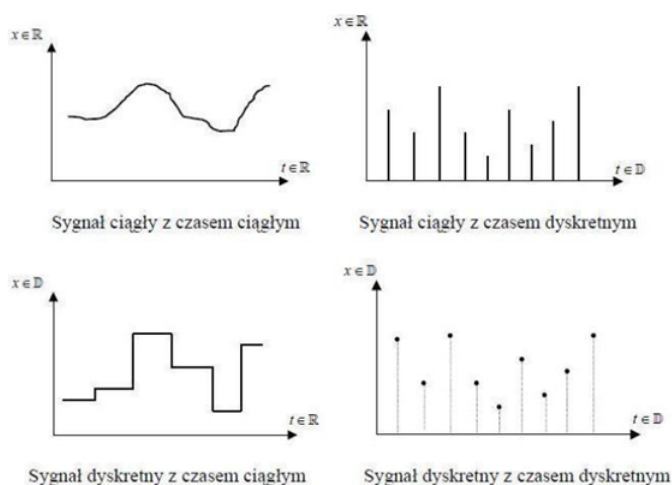 x∈ℝ
t∈ℝ
Sygnał ciągły z czasem ciągłym
x∈ℝ
t∈𝔻
Sygnał ciągły z czasem dyskretnym
x∈𝔻
t∈ℝ
Sygnał dyskretny z czasem ciągłym
x∈𝔻
t∈𝔻
Sygnał dyskretny z czasem dyskretnym